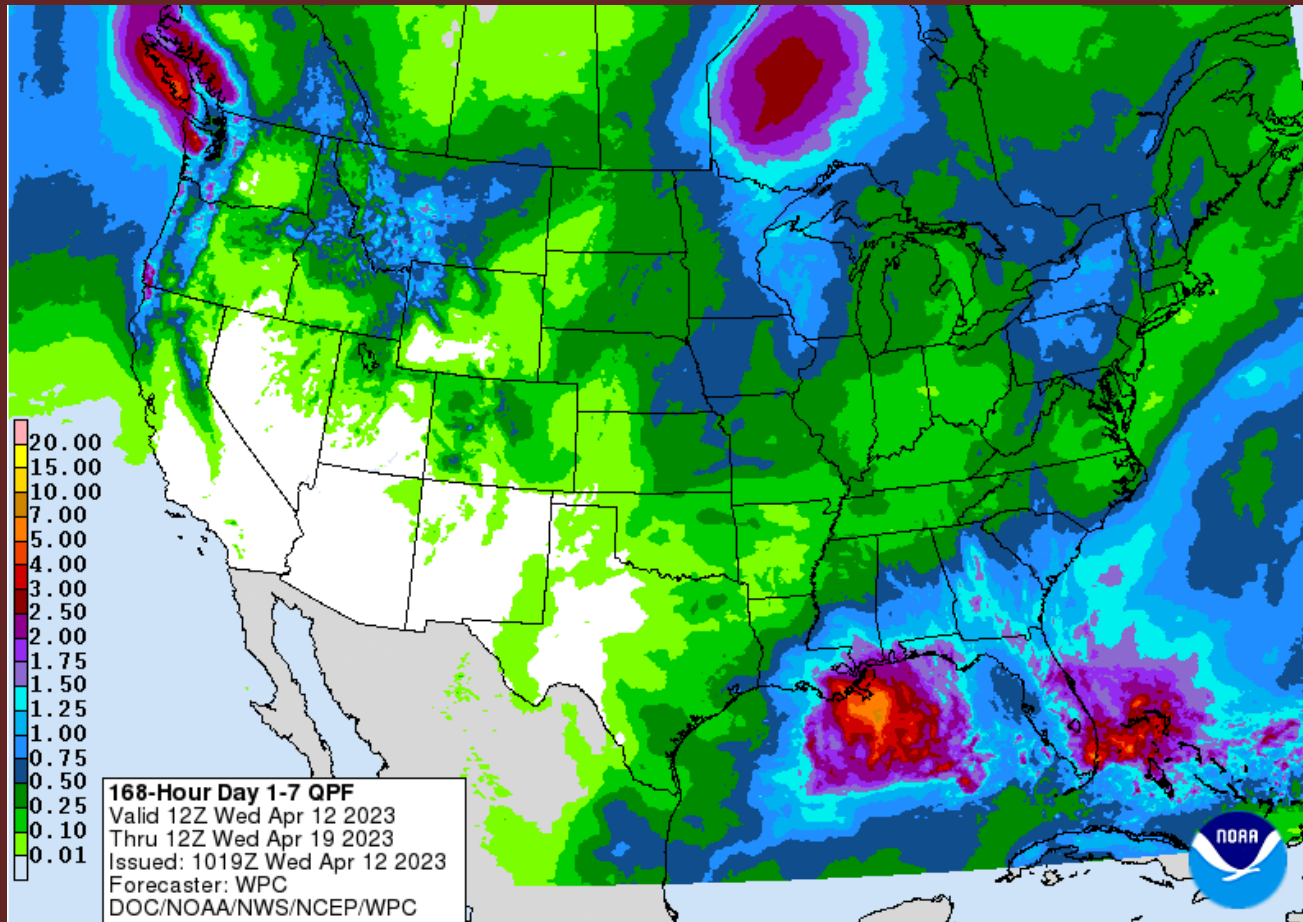 20.00
15.00
10.00
7.00
5.00
4.00
3.00
2.50
2.00
1.75
1.50
1.25
1.00
0.75
0.50
0.25
0.10
0.01
168-Hour Day 1-7 QPF
Valid 12Z Wed Apr 12 2023
Thru 12Z Wed Apr 19 2023
Issued: 1019Z Wed Apr 12 2023
Forecaster: WPC
DOC/NOAA/NWS/NCEP/WPC
NOAA